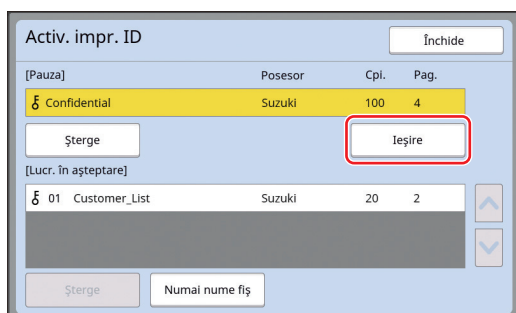 Activ. impr. ID Închide
[Pauza] Posesor Cpi. Pag.
Confidential Suzuki 100 4
Şterge Ieşire
[Lucr. în aşteptare]
01 Customer_List Suzuki 20 2
Şterge Numai nume fiş